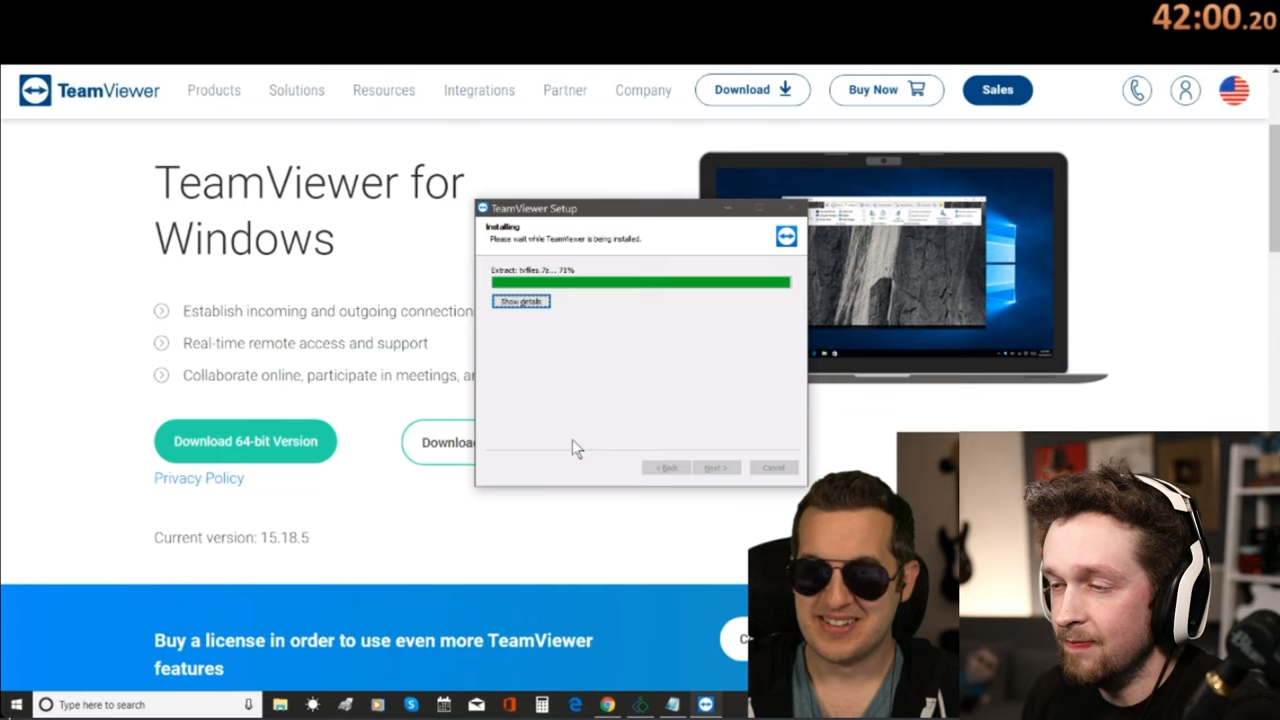 42:00.20
TeamViewer
Products
Solutions
Resources
Integrations
Partner
Company
Download
Buy Now
Sales
TeamViewer for
Windows
Establish incoming and outgoing connection
Real-time remote access and support
Collaborate online, participate in meetings, a
Download 64-bit Version
Downloa
Privacy Policy
Current version: 15.18.5
TeamViewer Setup
Installing
Please wait while TeamViewer is being installed.
Extract: tvfiles.7z... 71%
Show details
< Back
Next >
Cancel
Buy a license in order to use even more TeamViewer
features
C
Type here to search